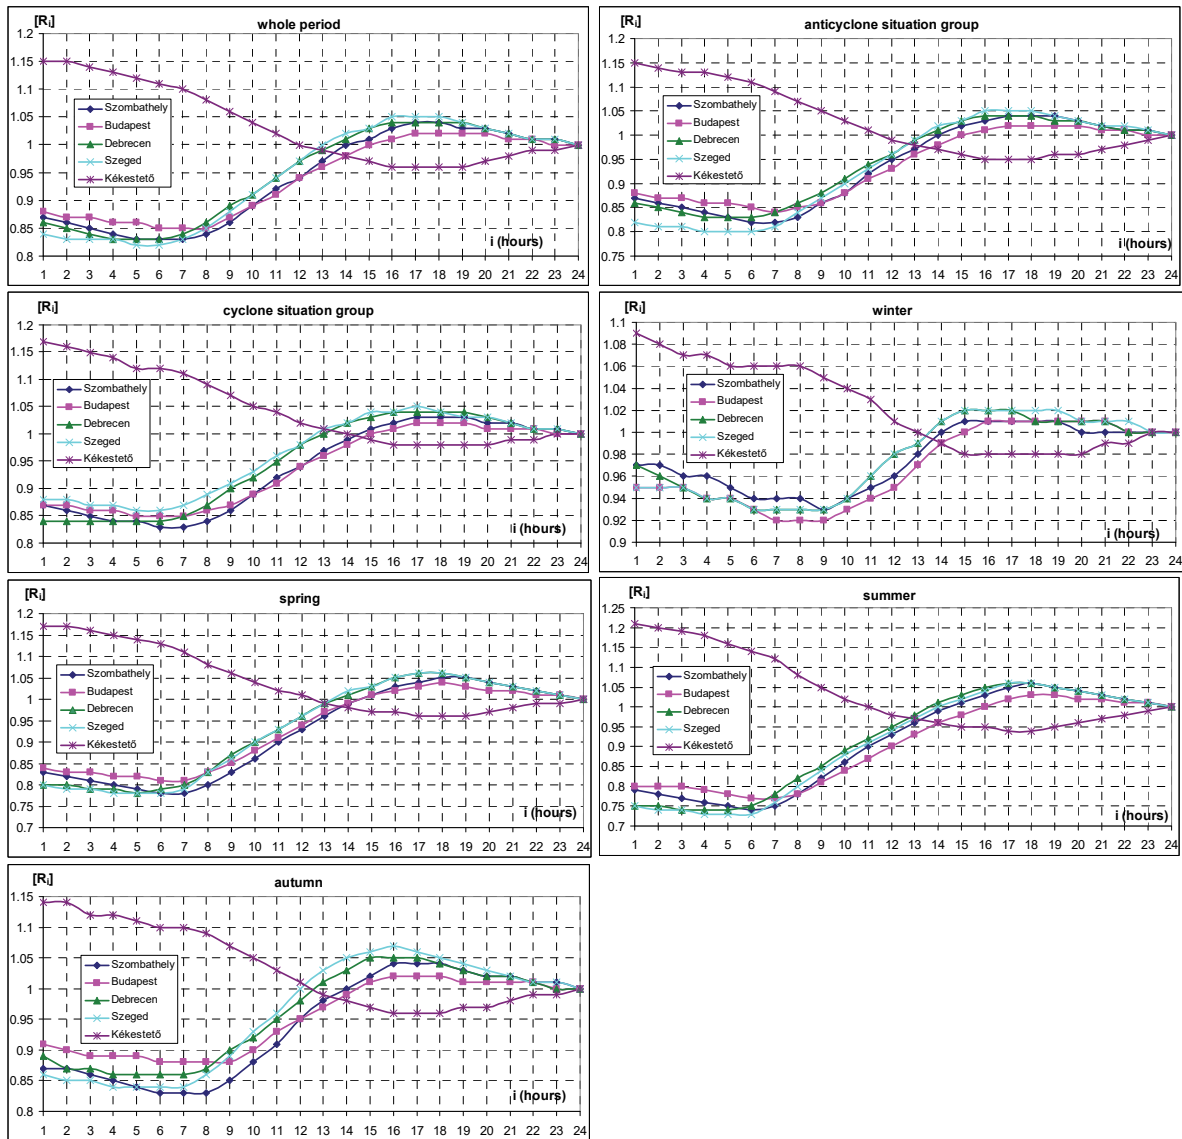 [Ri] whole period
1.2
1.15
1.1
1.05
1
0.95
0.9
0.85
0.8
Szombathely
Budapest
Debrecen
Szeged
Kékestető
i (hours)
1 2 3 4 5 6 7 8 9 10 11 12 13 14 15 16 17 18 19 20 21 22 23 24
[Ri] anticyclone situation group
1.2
1.15
1.1
1.05
1
0.95
0.9
0.85
0.8
0.75
Szombathely
Budapest
Debrecen
Szeged
Kékestető
i (hours)
1 2 3 4 5 6 7 8 9 10 11 12 13 14 15 16 17 18 19 20 21 22 23 24
[Ri] cyclone situation group
1.2
1.15
1.1
1.05
1
0.95
0.9
0.85
0.8
Szombathely
Budapest
Debrecen
Szeged
Kékestető
i (hours)
1 2 3 4 5 6 7 8 9 10 11 12 13 14 15 16 17 18 19 20 21 22 23 24
[Ri] winter
1.1
1.08
1.06
1.04
1.02
1
0.98
0.96
0.94
0.92
0.9
Szombathely
Budapest
Debrecen
Szeged
Kékestető
i (hours)
1 2 3 4 5 6 7 8 9 10 11 12 13 14 15 16 17 18 19 20 21 22 23 24
[Ri] spring
1.2
1.15
1.1
1.05
1
0.95
0.9
0.85
0.8
0.75
0.7
Szombathely
Budapest
Debrecen
Szeged
Kékestető
i (hours)
1 2 3 4 5 6 7 8 9 10 11 12 13 14 15 16 17 18 19 20 21 22 23 24
[Ri] summer
1.25
1.2
1.15
1.1
1.05
1
0.95
0.9
0.85
0.8
0.75
0.7
Szombathely
Budapest
Debrecen
Szeged
Kékestető
i (hours)
1 2 3 4 5 6 7 8 9 10 11 12 13 14 15 16 17 18 19 20 21 22 23 24
[Ri] autumn
1.15
1.1
1.05
1
0.95
0.9
0.85
0.8
Szombathely
Budapest
Debrecen
Szeged
Kékestető
i (hours)
1 2 3 4 5 6 7 8 9 10 11 12 13 14 15 16 17 18 19 20 21 22 23 24